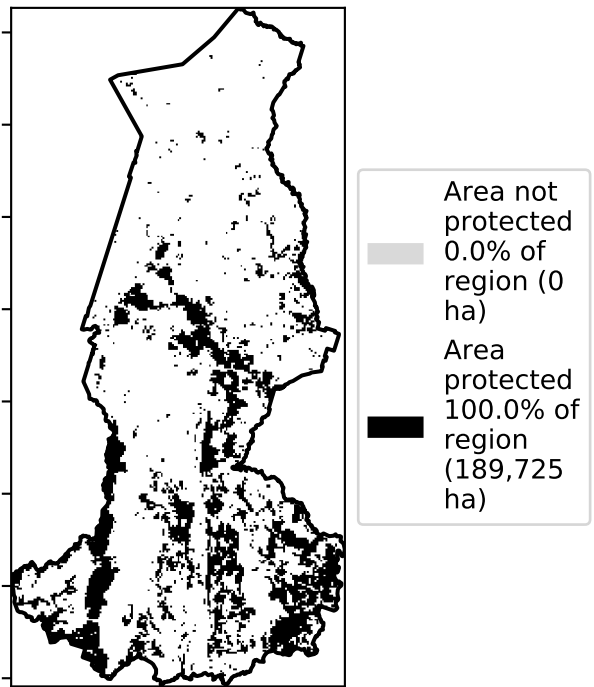 Area not
protected
0.0% of
region (0
ha)
Area
protected
100.0% of
region
(189,725
ha)